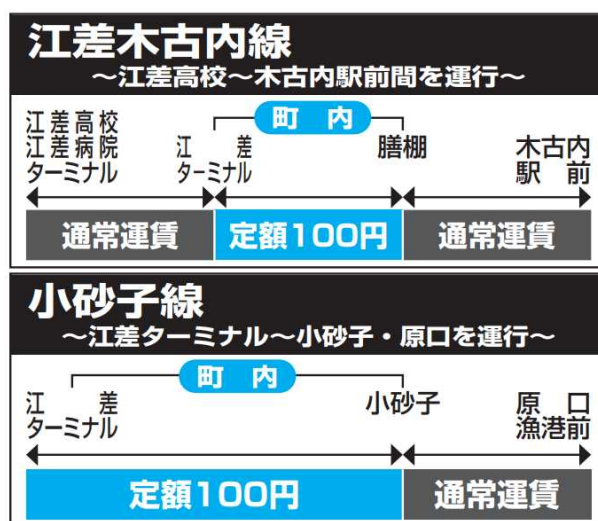 江差木古内線
〜江差高校〜木古内駅前間を運行〜
町内
江差高校
江差病院
ターミナル
江差
ターミナル
膳棚
木古内
駅前
通常運賃
定額100円
通常運賃
小砂子線
〜江差ターミナル〜小砂子・原口を運行〜
町内
江差
ターミナル
小砂子
原口
漁港前
定額100円
通常運賃